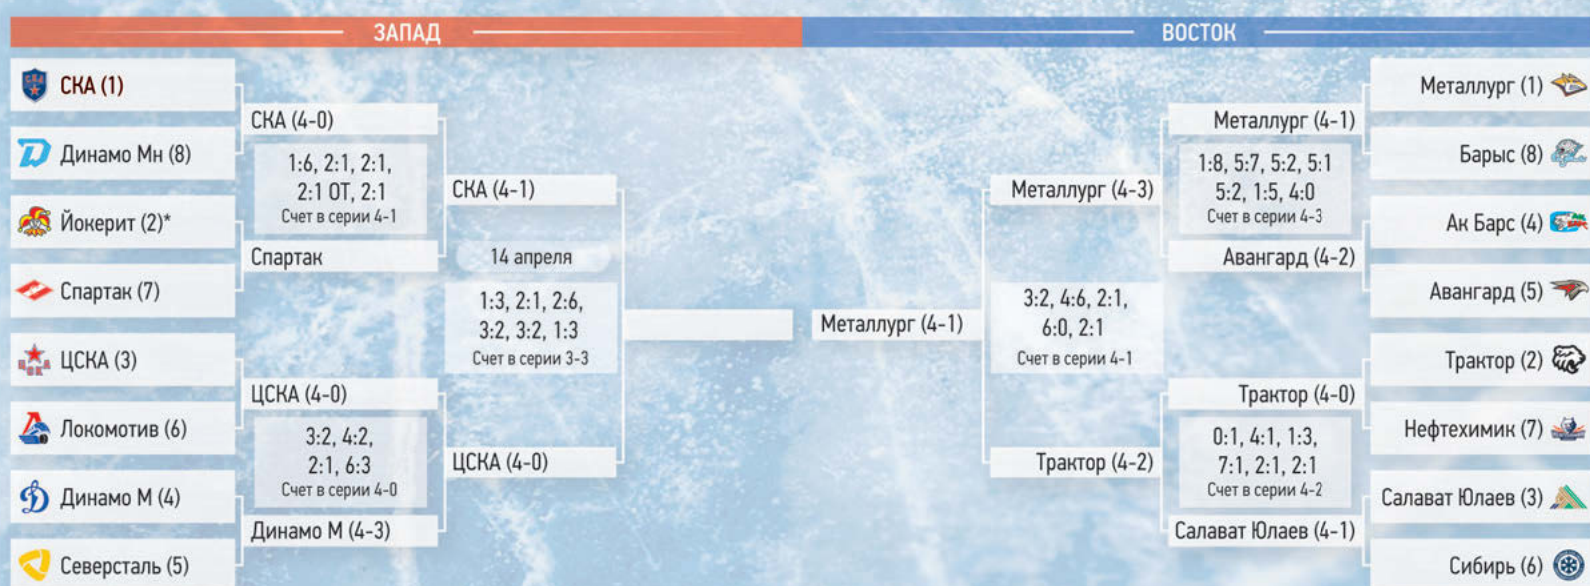 ЗАПАД
ВОСТОК
СКА (1)
Динамо Мн (8)
Йокерит (2)*
Спартак (7)
ЦСКА (3)
Локомотив (6)
Динамо М (4)
Северсталь (5)
СКА (4-0)
1:6, 2:1, 2:1,
2:1 ОТ, 2:1
Счет в серии 4-1
Спартак
ЦСКА (4-0)
3:2, 4:2,
2:1, 6:3
Счет в серии 4-0
Динамо М (4-3)
СКА (4-1)
14 апреля
1:3, 2:1, 2:6,
3:2, 3:2, 1:3
Счет в серии 3-3
ЦСКА (4-0)
Металлург (4-1)
Металлург (4-3)
3:2, 4:6, 2:1,
6:0, 2:1
Счет в серии 4-1
Трактор (4-2)
Металлург (4-1)
1:8, 5:7, 5:2, 5:1
5:2, 1:5, 4:0
Счет в серии 4-3
Авангард (4-2)
Трактор (4-0)
0:1, 4:1, 1:3,
7:1, 2:1, 2:1
Счет в серии 4-2
Салават Юлаев (4-1)
Металлург (1)
Барыс (8)
Ак Барс (4)
Авангард (5)
Трактор (2)
Нефтехимик (7)
Салават Юлаев (3)
Сибирь (6)